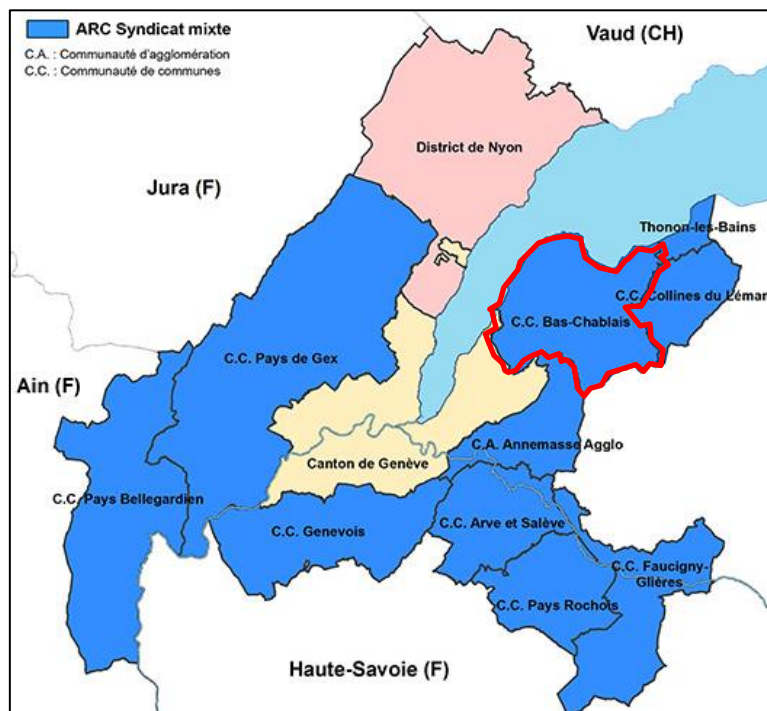 ARC Syndicat mixte
C.A. : Communauté d'agglomération
C.C. : Communauté de communes
Vaud (CH)
District de Nyon
Jura (F)
Thonon-les-Bains
C.C. Collines du Léman
C.C. Bas-Chablais
C.C. Pays de Gex
Ain (F)
C.A. Annemasse Agglo
Canton de Genève
C.C. Pays Bellegardien
C.C. Genevois
C.C. Arve et Salève
C.C. Faucigny-
Glières
C.C. Pays Rochois
Haute-Savoie (F)